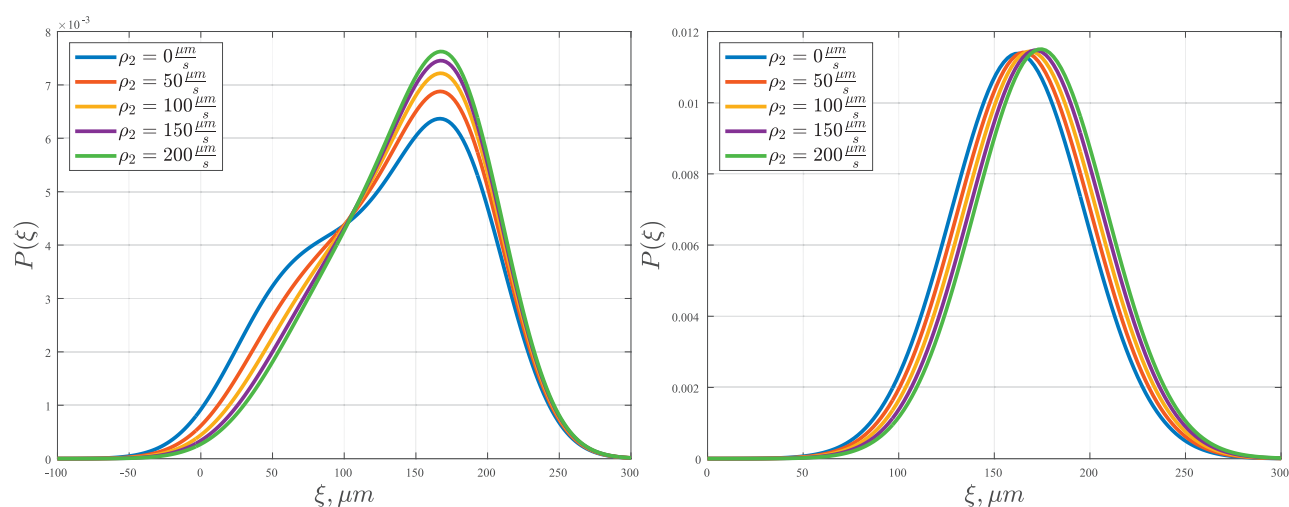 ×10⁻³
8
7
6
5
4
3
2
1
0
P(ξ)
ρ₂ = 0 μm/s
ρ₂ = 50 μm/s
ρ₂ = 100 μm/s
ρ₂ = 150 μm/s
ρ₂ = 200 μm/s
-100 -50 0 50 100 150 200 250 300
ξ, μm
0.012
0.01
0.008
0.006
0.004
0.002
0
P(ξ)
ρ₂ = 0 μm/s
ρ₂ = 50 μm/s
ρ₂ = 100 μm/s
ρ₂ = 150 μm/s
ρ₂ = 200 μm/s
0 50 100 150 200 250 300
ξ, μm